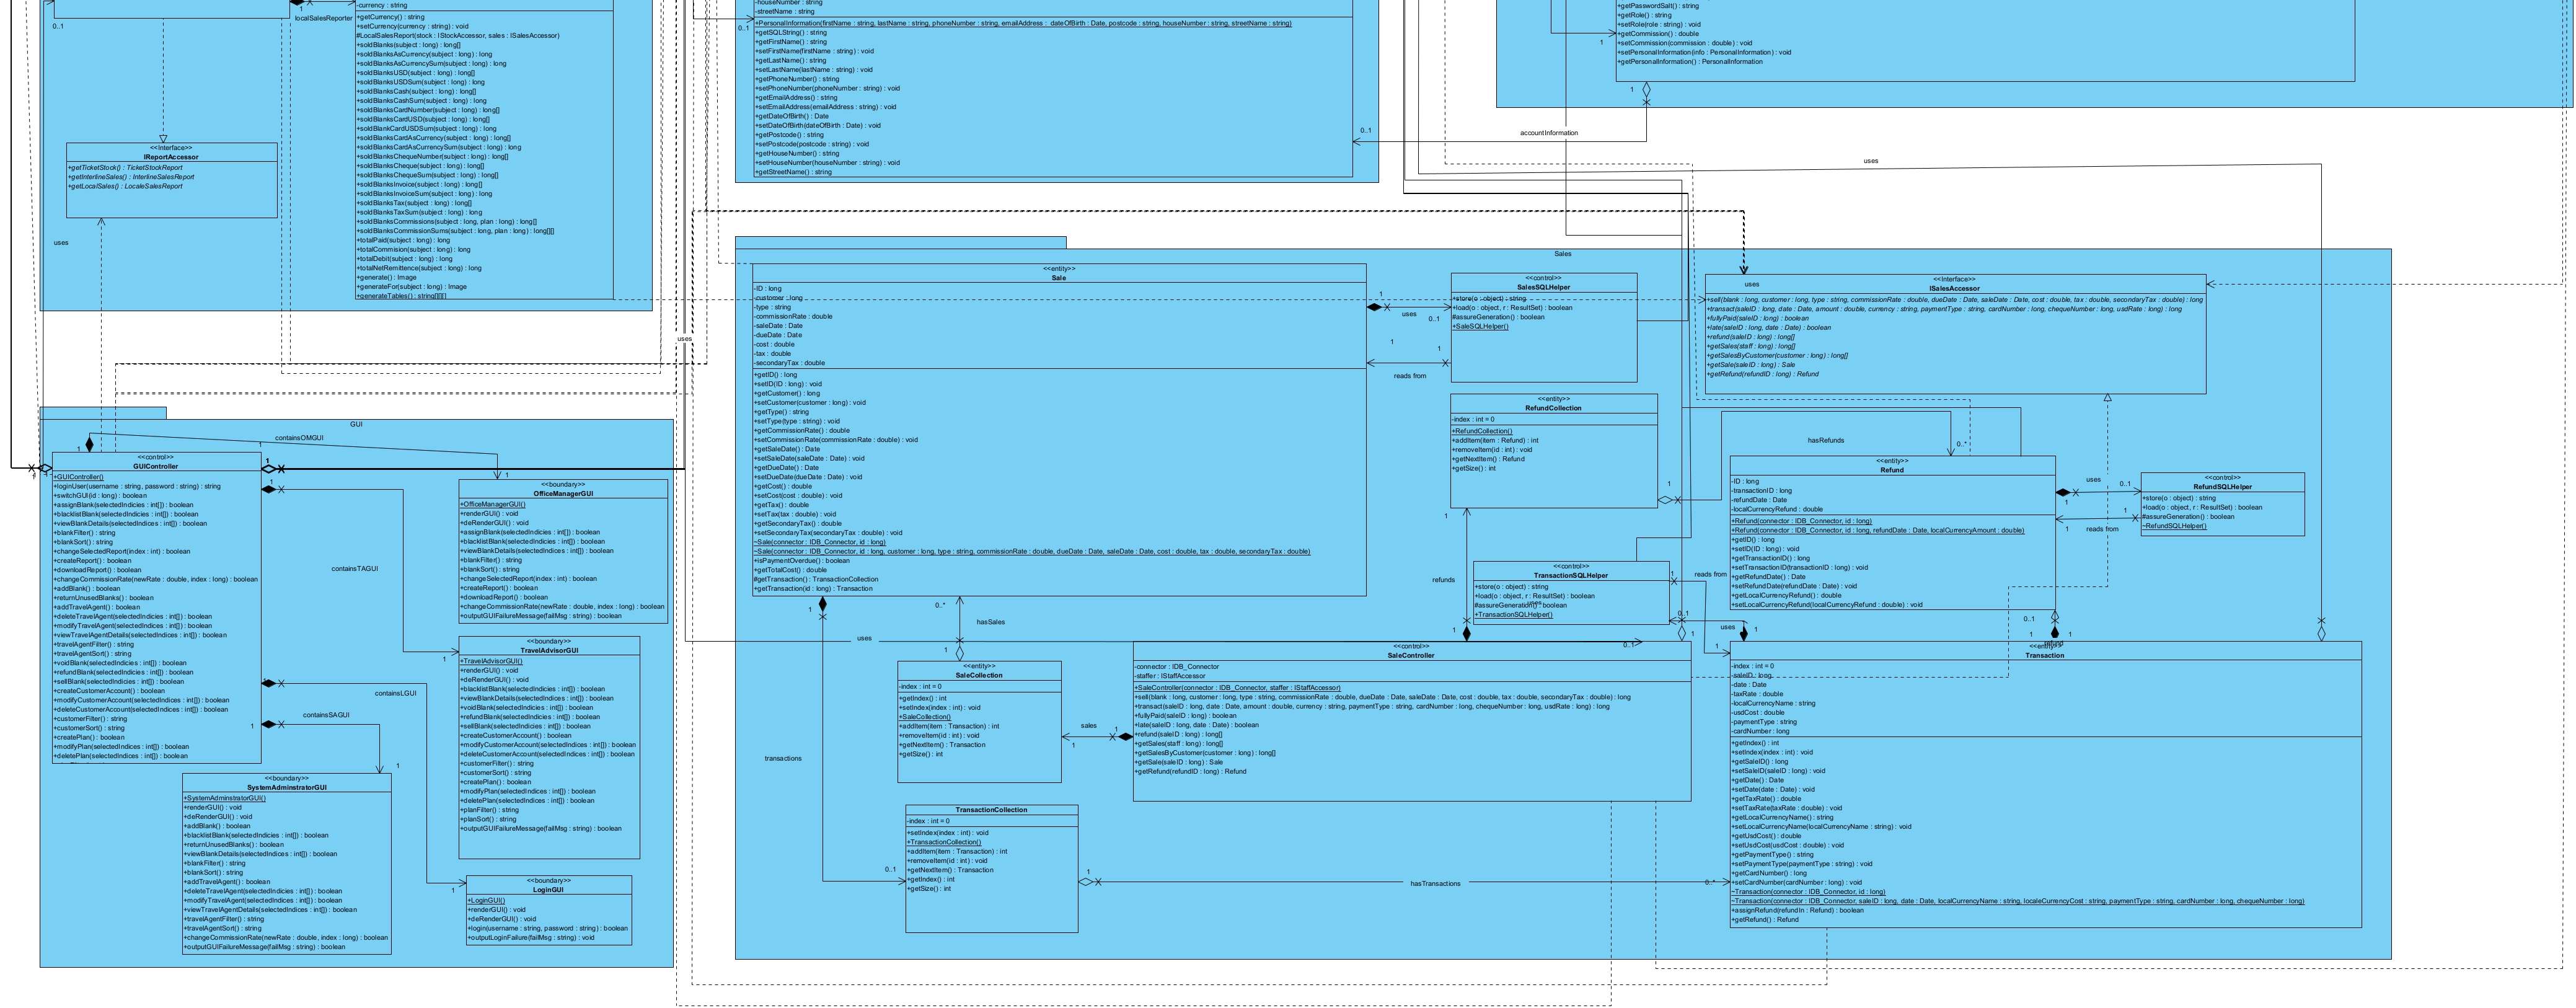 0..1
1
localSalesReporter
-currency : string
+getCurrency() : string
+setCurrency(currency : string) : void
#LocalSalesReport(stock : IStockAccessor, sales : ISalesAccessor)
+soldBlanks(subject : long) : long[]
+soldBlanksAsCurrency(subject : long) : long
+soldBlanksAsCurrencySum(subject : long) : long
+soldBlanksUSD(subject : long) : long[]
+soldBlanksUSDSum(subject : long) : long
+soldBlanksCash(subject : long) : long[]
+soldBlanksCashSum(subject : long) : long
+soldBlanksCardNumber(subject : long) : long[]
+soldBlanksCardUSD(subject : long) : long[]
+soldBlankCardUSDSum(subject : long) : long
+soldBlanksCardAsCurrency(subject : long) : long[]
+soldBlanksCardAsCurrencySum(subject : long) : long
+soldBlanksChequeNumber(subject : long) : long[]
+soldBlanksCheque(subject : long) : long[]
+soldBlanksChequeSum(subject : long) : long[]
+soldBlanksInvoice(subject : long) : long[]
+soldBlanksInvoiceSum(subject : long) : long
+soldBlanksTax(subject : long) : long[]
+soldBlanksTaxSum(subject : long) : long
+soldBlanksCommissions(subject : long, plan : long) : long[]
+soldBlanksCommissionSums(subject : long, plan : long) : long[][]
+totalPaid(subject : long) : long
+totalCommision(subject : long) : long
+totalDebit(subject : long) : long
+totalNetRemittence(subject : long) : long
+generate() : Image
+generateFor(subject : long) : Image
+generateTables() : string[][][]
<<Interface>>
IReportAccessor
+getTicketStock() : TicketStockReport
+getInterlineSales() : InterlineSalesReport
+getLocalSales() : LocaleSalesReport
uses
-houseNumber : string
-streetName : string
0..1
+PersonalInformation(firstName : string, lastName : string, phoneNumber : string, emailAddress : dateOfBirth : Date, postcode : string, houseNumber : string, streetName : string)
+getSQLString() : string
+getFirstName() : string
+setFirstName(firstName : string) : void
+getLastName() : string
+setLastName(lastName : string) : void
+getPhoneNumber() : string
+setPhoneNumber(phoneNumber : string) : void
+getEmailAddress() : string
+setEmailAddress(emailAddress : string) : void
+getDateOfBirth() : Date
+setDateOfBirth(dateOfBirth : Date) : void
+getPostcode() : string
+setPostcode(postcode : string) : void
+getHouseNumber() : string
+setHouseNumber(houseNumber : string) : void
+getStreetName() : string
+getPasswordSalt() : string
+getRole() : string
+setRole(role : string) : void
+getCommission() : double
+setCommission(commission : double) : void
+setPersonalInformation(info : PersonalInformation) : void
+getPersonalInformation() : PersonalInformation
1
1
0..1
accountInformation
uses
uses
GUI
containsOMGUI
1
1
1
1
<<control>>
GUIController
+GUIController()
+loginUser(username : string, password : string) : string
+switchGUI(id : long) : boolean
+assignBlank(selectedIndices : int[]) : boolean
+blacklistBlank(selectedIndices : int[]) : boolean
+viewBlankDetails(selectedIndices : int[]) : boolean
+blankFilter() : string
+blankSort() : string
+changeSelectedReport(index : int) : boolean
+createReport() : boolean
+downloadReport() : boolean
+changeCommissionRate(newRate : double, index : long) : boolean
+addBlank() : boolean
+returnUnusedBlanks() : boolean
+addTravelAgent() : boolean
+deleteTravelAgent(selectedIndicies : int[]) : boolean
+modifyTravelAgent(selectedIndices : int[]) : boolean
+viewTravelAgentDetails(selectedIndices : int[]) : boolean
+travelAgentFilter() : string
+travelAgentSort() : string
+voidBlank(selectedIndicies : int[]) : boolean
+refundBlank(selectedIndices : int[]) : boolean
+sellBlank(selectedIndices : int[]) : boolean
+createCustomerAccount() : boolean
+modifyCustomerAccount(selectedIndices : int[]) : boolean
+deleteCustomerAccount(selectedIndices : int[]) : boolean
+customerFilter() : string
+customerSort() : string
+createPlan() : boolean
+modifyPlan(selectedIndices : int[]) : boolean
+deletePlan(selectedIndices : int[]) : boolean
1
containsTAGUI
1
containsLGUI
containsSAGUI
1
1
1
<<boundary>>
OfficeManagerGUI
+OfficeManagerGUI()
+renderGUI() : void
+deRenderGUI() : void
+assignBlank(selectedIndices : int[]) : boolean
+blacklistBlank(selectedIndices : int[]) : boolean
+viewBlankDetails(selectedIndices : int[]) : boolean
+blankFilter() : string
+blankSort() : string
+changeSelectedReport(index : int) : boolean
+createReport() : boolean
+downloadReport() : boolean
+changeCommissionRate(newRate : double, index : long) : boolean
+outputGUIFailureMessage(failMsg : string) : boolean
<<boundary>>
TravelAdvisorGUI
+TravelAdvisorGUI()
+renderGUI() : void
+deRenderGUI() : void
+blacklistBlank(selectedIndices : int[]) : boolean
+viewBlankDetails(selectedIndices : int[]) : boolean
+voidBlank(selectedIndicies : int[]) : boolean
+refundBlank(selectedIndices : int[]) : boolean
+sellBlank(selectedIndices : int[]) : boolean
+createCustomerAccount() : boolean
+modifyCustomerAccount(selectedIndices : int[]) : boolean
+deleteCustomerAccount(selectedIndices : int[]) : boolean
+customerFilter() : string
+customerSort() : string
+createPlan() : boolean
+modifyPlan(selectedIndices : int[]) : boolean
+deletePlan(selectedIndices : int[]) : boolean
+planFilter() : string
+planSort() : string
+outputGUIFailureMessage(failMsg : string) : boolean
<<boundary>>
SystemAdminstratorGUI
+SystemAdminstratorGUI()
+renderGUI() : void
+deRenderGUI() : void
+addBlank() : boolean
+blacklistBlank(selectedIndices : int[]) : boolean
+returnUnusedBlanks() : boolean
+viewBlankDetails(selectedIndices : int[]) : boolean
+blankFilter() : string
+blankSort() : string
+addTravelAgent() : boolean
+deleteTravelAgent(selectedIndicies : int[]) : boolean
+modifyTravelAgent(selectedIndices : int[]) : boolean
+viewTravelAgentDetails(selectedIndices : int[]) : boolean
+travelAgentFilter() : string
+travelAgentSort() : string
+changeCommissionRate(newRate : double, index : long) : boolean
+outputGUIFailureMessage(failMsg : string) : boolean
<<boundary>>
LoginGUI
+LoginGUI()
+renderGUI() : void
+deRenderGUI() : void
+login(username : string, password : string) : boolean
+outputLoginFailure(failMsg : string) : void
Sales
<<entity>>
Sale
-ID : long
-customer : long
-type : string
-commissionRate : double
-saleDate : Date
-dueDate : Date
-cost : double
-tax : double
-secondaryTax : double
+getID() : long
+setID(ID : long) : void
+getCustomer() : long
+setCustomer(customer : long) : void
+getType() : string
+setType(type : string) : void
+getCommissionRate() : double
+setCommissionRate(commissionRate : double) : void
+getSaleDate() : Date
+setSaleDate(saleDate : Date) : void
+getDueDate() : Date
+setDueDate(dueDate : Date) : void
+getCost() : double
+setCost(cost : double) : void
+getTax() : double
+setTax(tax : double) : void
+getSecondaryTax() : double
+setSecondaryTax(secondaryTax : double) : void
~Sale(connector : IDB_Connector, id : long)
~Sale(connector : IDB_Connector, id : long, customer : long, type : string, commissionRate : double, dueDate : Date, saleDate : Date, cost : double, tax : double, secondaryTax : double)
+isPaymentOverdue() : boolean
+getTotalCost() : double
#getTransaction() : TransactionCollection
+getTransaction(id : long) : Transaction
1
uses
0..1
1
1
reads from
<<control>>
SalesSQLHelper
+store(o : object) : string
+load(o : object, r : ResultSet) : boolean
#assureGeneration() : boolean
+SaleSQLHelper()
<<entity>>
RefundCollection
-index : int = 0
+RefundCollection()
+addItem(item : Refund) : int
+removeItem(id : int) : void
+getNextItem() : Refund
+getSize() : int
1
1
refunds
<<Interface>>
ISalesAccessor
uses
+sell(blank : long, customer : long, type : string, commissionRate : double, dueDate : Date, saleDate : Date, cost : double, tax : double, secondaryTax : double) : long
+transact(saleID : long, date : Date, amount : double, currency : string, paymentType : string, cardNumber : long, chequeNumber : long, usdRate : long) : long
+fullyPaid(saleID : long) : boolean
+late(saleID : long, date : Date) : boolean
+refund(saleID : long) : long[]
+getSales(staff : long) : long[]
+getSalesByCustomer(customer : long) : long[]
+getSale(saleID : long) : Sale
+getRefund(refundID : long) : Refund
hasRefunds
0..*
<<entity>>
Refund
-ID : long
-transactionID : long
-refundDate : Date
-localCurrencyRefund : double
+Refund(connector : IDB_Connector, id : long)
+Refund(connector : IDB_Connector, id : long, refundDate : Date, localCurrencyAmount : double)
+getID() : long
+setID(ID : long) : void
+getTransactionID() : long
+setTransactionID(transactionID : long) : void
+getRefundDate() : Date
+setRefundDate(refundDate : Date) : void
+getLocalCurrencyRefund() : double
+setLocalCurrencyRefund(localCurrencyRefund : double) : void
uses
0..1
1
1
reads from
<<control>>
RefundSQLHelper
+store(o : object) : string
+load(o : object, r : ResultSet) : boolean
#assureGeneration() : boolean
~RefundSQLHelper()
<<control>>
TransactionSQLHelper
+store(o : object) : string
+load(o : object, r : ResultSet) : boolean
#assureGeneration() : boolean
+TransactionSQLHelper()
1
reads from
0..1
uses
1
1
1
0..1
1
1
1
0..*
hasSales
1
uses
<<entity>>
SaleCollection
-index : int = 0
+getIndex() : int
+setIndex(index : int) : void
+SaleCollection()
+addItem(item : Transaction) : int
+removeItem(id : int) : void
+getNextItem() : Transaction
+getSize() : int
sales
1
1
1
0..1
<<control>>
SaleController
-connector : IDB_Connector
-staffer : IStaffAccessor
+SaleController(connector : IDB_Connector, staffer : IStaffAccessor)
+sell(blank : long, customer : long, type : string, commissionRate : double, dueDate : Date, saleDate : Date, cost : double, tax : double, secondaryTax : double) : long
+transact(saleID : long, date : Date, amount : double, currency : string, paymentType : string, cardNumber : long, chequeNumber : long, usdRate : long) : long
+fullyPaid(saleID : long) : boolean
+late(saleID : long, date : Date) : boolean
+refund(saleID : long) : long[]
+getSales(staff : long) : long[]
+getSalesByCustomer(customer : long) : long[]
+getSale(saleID : long) : Sale
+getRefund(refundID : long) : Refund
transactions
0..1
TransactionCollection
-index : int = 0
+setIndex(index : int) : void
+TransactionCollection()
+addItem(item : Transaction) : int
+removeItem(id : int) : void
+getNextItem() : Transaction
+getIndex() : int
+getSize() : int
1
hasTransactions
0..*
<<entity>>
Transaction
-index : int = 0
-saleID : long
-date : Date
-taxRate : double
-localCurrencyName : string
-usdCost : double
-paymentType : string
-cardNumber : long
+getIndex() : int
+setIndex(index : int) : void
+getSaleID() : long
+setSaleID(saleID : long) : void
+getDate() : Date
+setDate(date : Date) : void
+getTaxRate() : double
+setTaxRate(taxRate : double) : void
+getLocalCurrencyName() : string
+setLocalCurrencyName(localCurrencyName : string) : void
+getUsdCost() : double
+setUsdCost(usdCost : double) : void
+getPaymentType() : string
+setPaymentType(paymentType : string) : void
+getCardNumber() : long
+setCardNumber(cardNumber : long) : void
~Transaction(connector : IDB_Connector, id : long)
~Transaction(connector : IDB_Connector, saleID : long, date : Date, localCurrencyName : string, localeCurrencyCost : string, paymentType : string, cardNumber : long, chequeNumber : long)
+assignRefund(refundIn : Refund) : boolean
+getRefund() : Refund